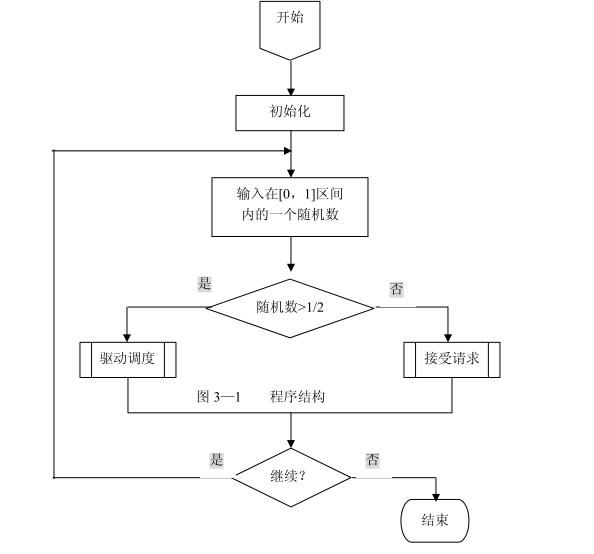 开始
初始化
输入在[0，1]区间
内的一个随机数
是
否
随机数>1/2
驱动调度
接受请求
图 3—1 程序结构
是
否
继续？
结束